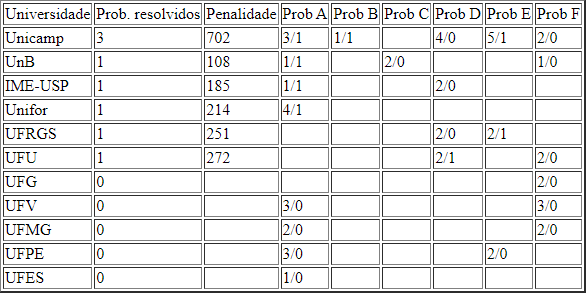 Universidade Prob. resolvidos Penalidade Prob A Prob B Prob C Prob D Prob E Prob F
Unicamp 3 702 3/1 1/1 4/0 5/1 2/0
UnB 1 108 1/1 2/0 1/0
IME-USP 1 185 1/1 2/0
Unifor 1 214 4/1
UFRGS 1 251 2/0 2/1
UFU 1 272 2/1 2/0
UFG 0 2/0
UFV 0 3/0 3/0
UFMG 0 2/0 2/0
UFPE 0 3/0 2/0
UFES 0 1/0